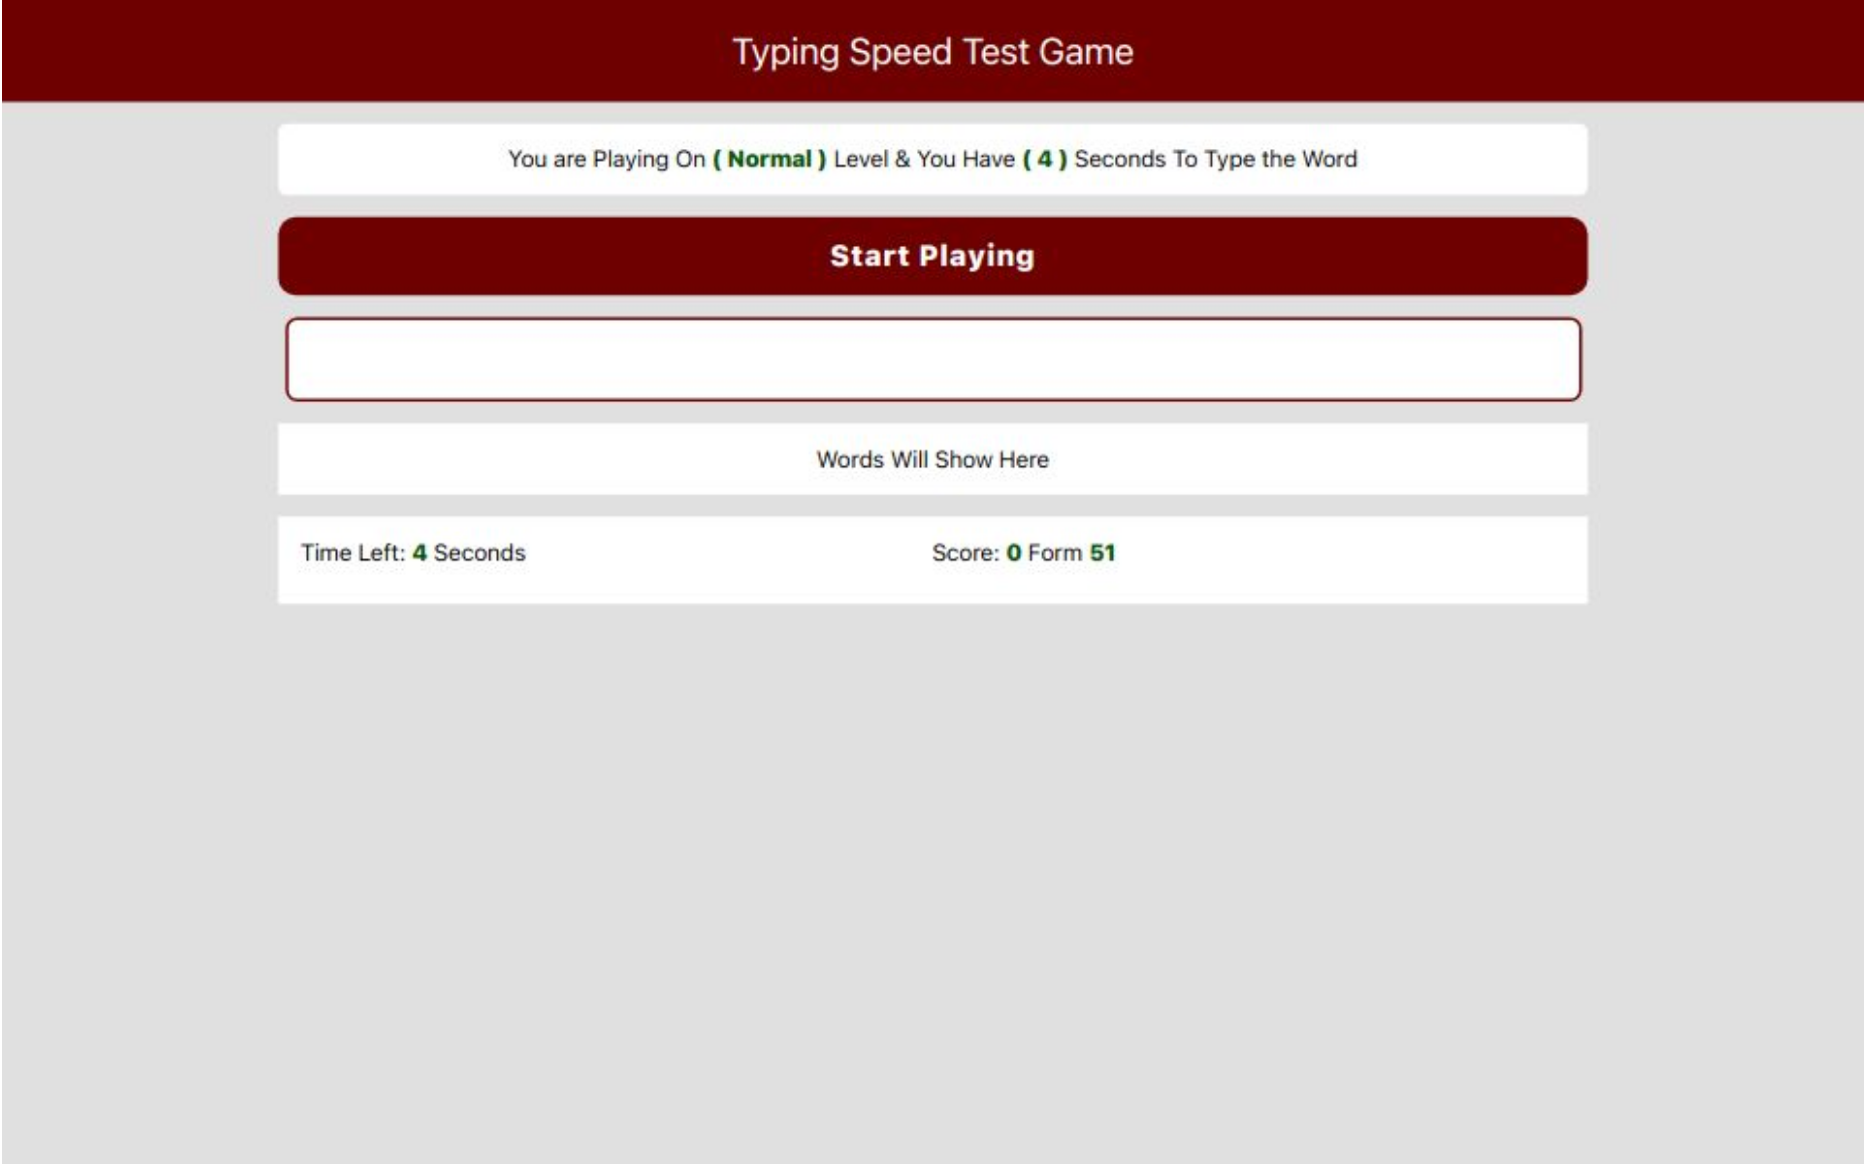 Typing Speed Test Game
You are Playing On ( Normal ) Level & You Have ( 4 ) Seconds To Type the Word
Start Playing
Words Will Show Here
Time Left: 4 Seconds
Score: 0 Form 51